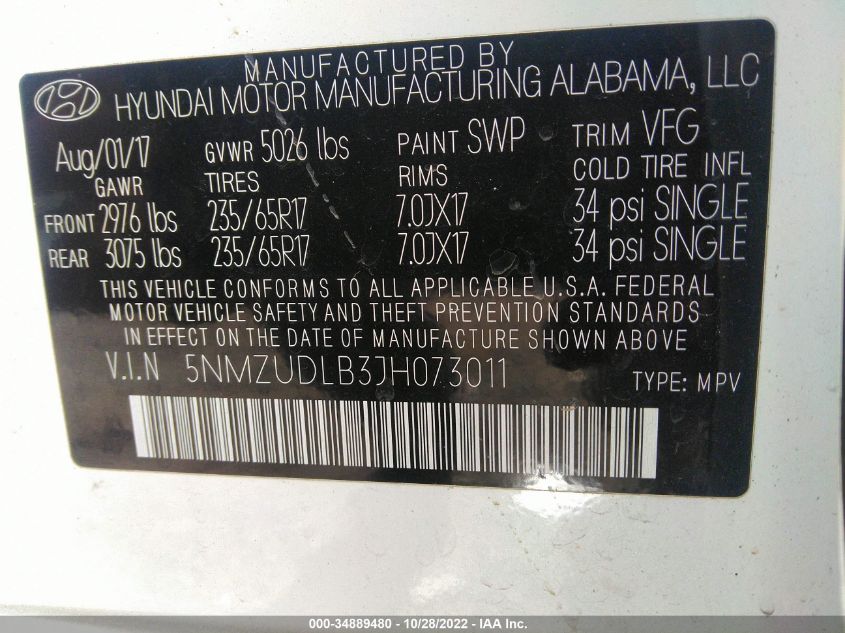 MANUFACTURED BY
HYUNDAI MOTOR MANUFACTURING ALABAMA, LLC
Aug/01/17 GVWR 5026 lbs PAINT SWP TRIM VFG
GAWR TIRES RIMS COLD TIRE INFL
FRONT 2976 lbs 235/65R17 7.0JX17 34 psi SINGLE
REAR 3075 lbs 235/65R17 7.0JX17 34 psi SINGLE
THIS VEHICLE CONFORMS TO ALL APPLICABLE U.S.A. FEDERAL
MOTOR VEHICLE SAFETY AND THEFT PREVENTION STANDARDS
IN EFFECT ON THE DATE OF MANUFACTURE SHOWN ABOVE
V.I.N 5NMZUDLB3JH073011 TYPE: MPV
000-34889480 - 10/28/2022 - IAA Inc.